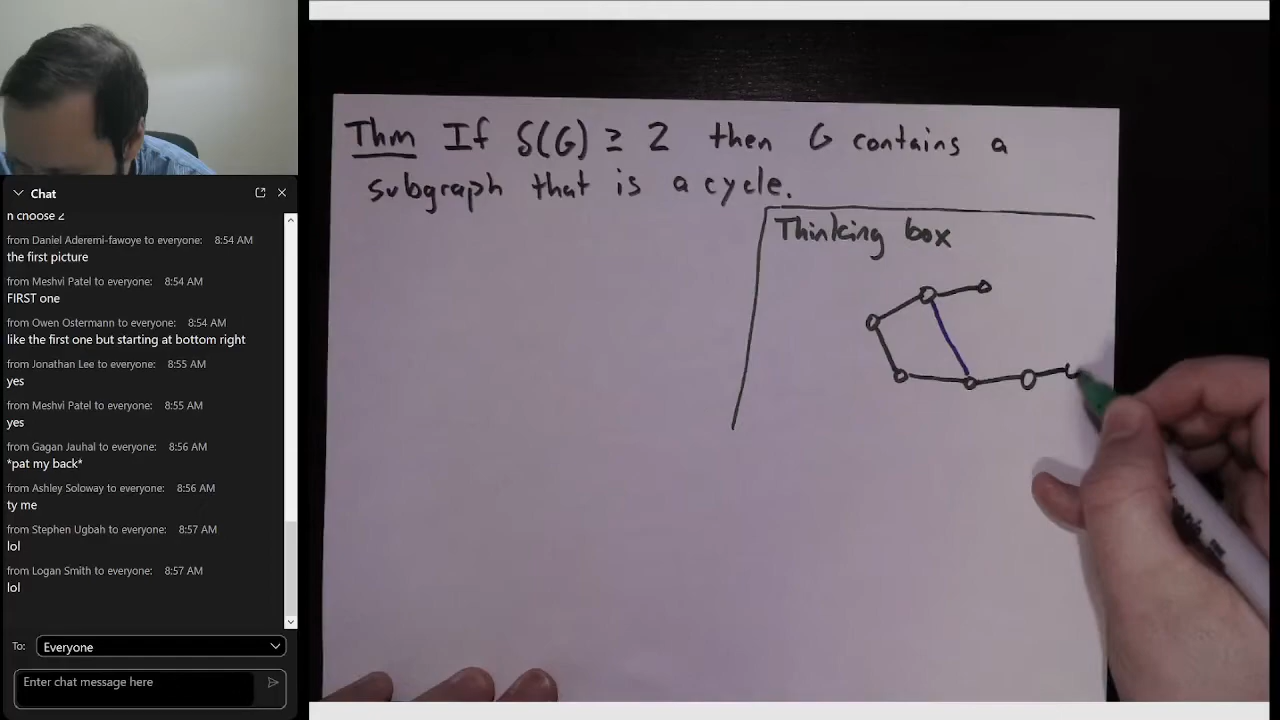 Chat
n choose 2
from Daniel Aderemi-fawoye to everyone: 8:54 AM
the first picture
from Meshvi Patel to everyone: 8:54 AM
FIRST one
from Owen Ostermann to everyone: 8:54 AM
like the first one but starting at bottom right
from Jonathan Lee to everyone: 8:55 AM
yes
from Meshvi Patel to everyone: 8:55 AM
yes
from Gagan Jauhal to everyone: 8:56 AM
*pat my back*
from Ashley Soloway to everyone: 8:56 AM
ty me
from Stephen Ugbah to everyone: 8:57 AM
lol
from Logan Smith to everyone: 8:57 AM
lol
To: Everyone
Enter chat message here
Thm If δ(G) ≥ 2 then G contains a
subgraph that is a cycle.
Thinking box